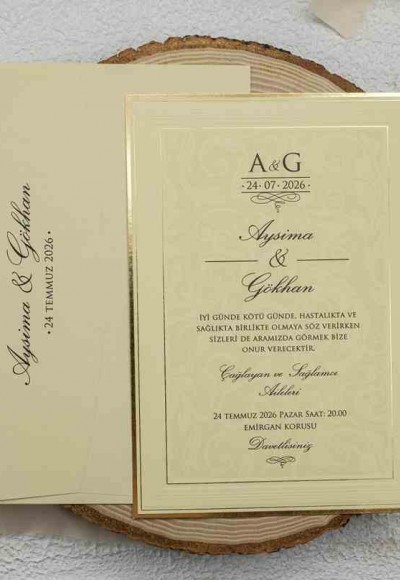 Aysima & Gökhan
• 24 TEMMUZ 2026 •
A&G
• 24 • 07 • 2026 •
Aysima
&
Gökhan
İYİ GÜNDE KÖTÜ GÜNDE, HASTALIKTA VE
SAĞLIKTA BİRLİKTE OLMAYA SÖZ VERİRKEN
SİZLERİ DE ARAMIZDA GÖRMEK BİZE
ONUR VERECEKTİR.
Çağlayan ve Sağlamca
Aileleri
24 TEMMUZ 2026 PAZAR SAAT: 20.00
EMİRGAN KORUSU
Davetlisiniz